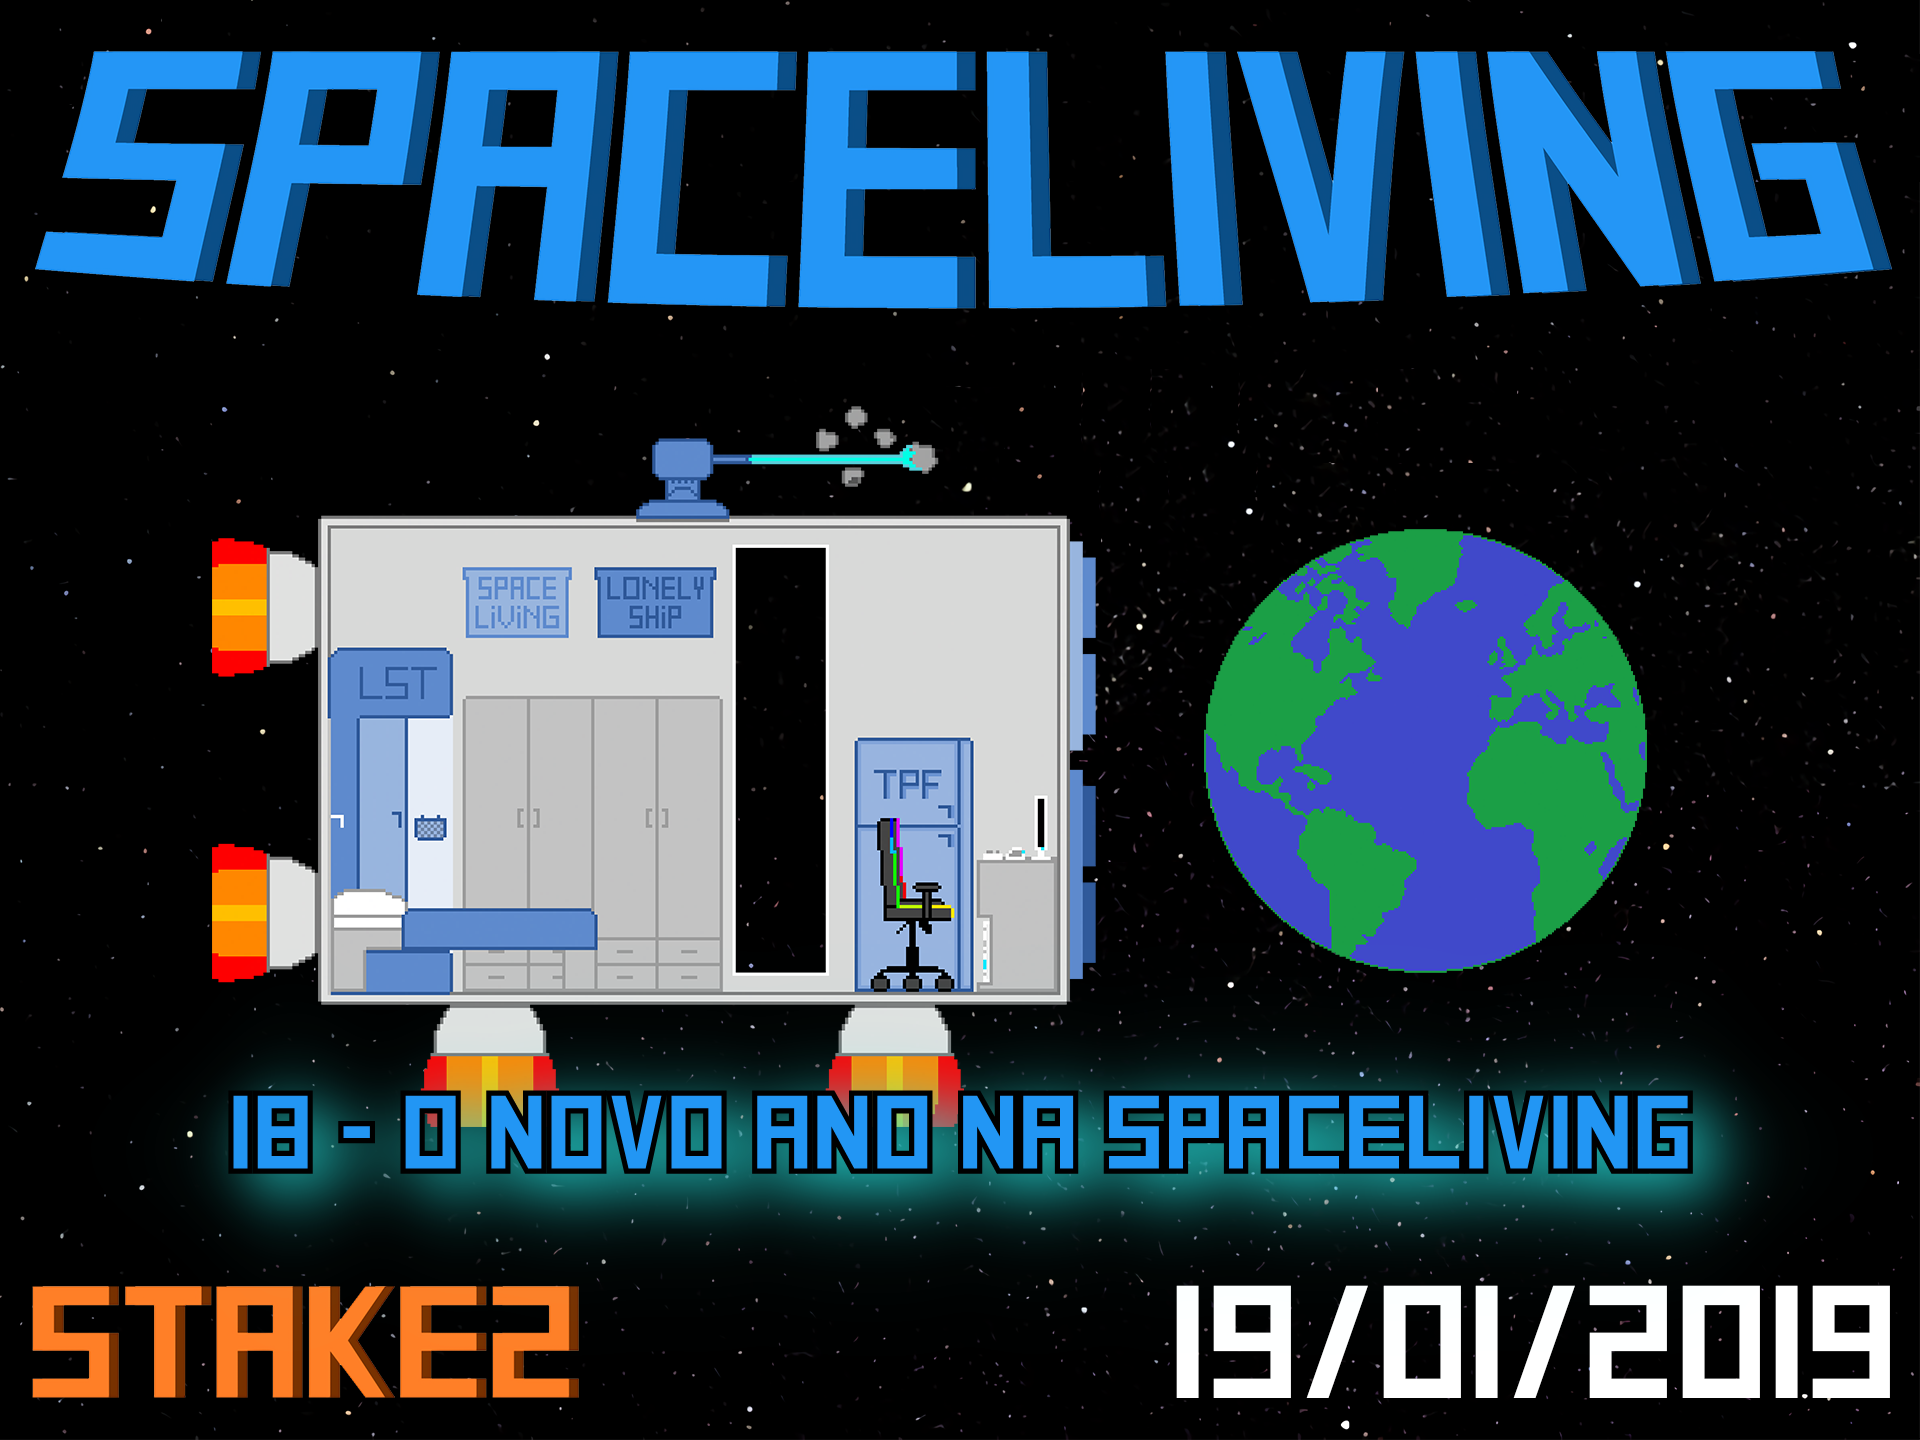 SPACELIVING
SPACE
LiViNG
LONELY
SHiP
LST
TPF
18 - O NOVO ANO NA SPACELIVING
STAKE2
19/01/2019